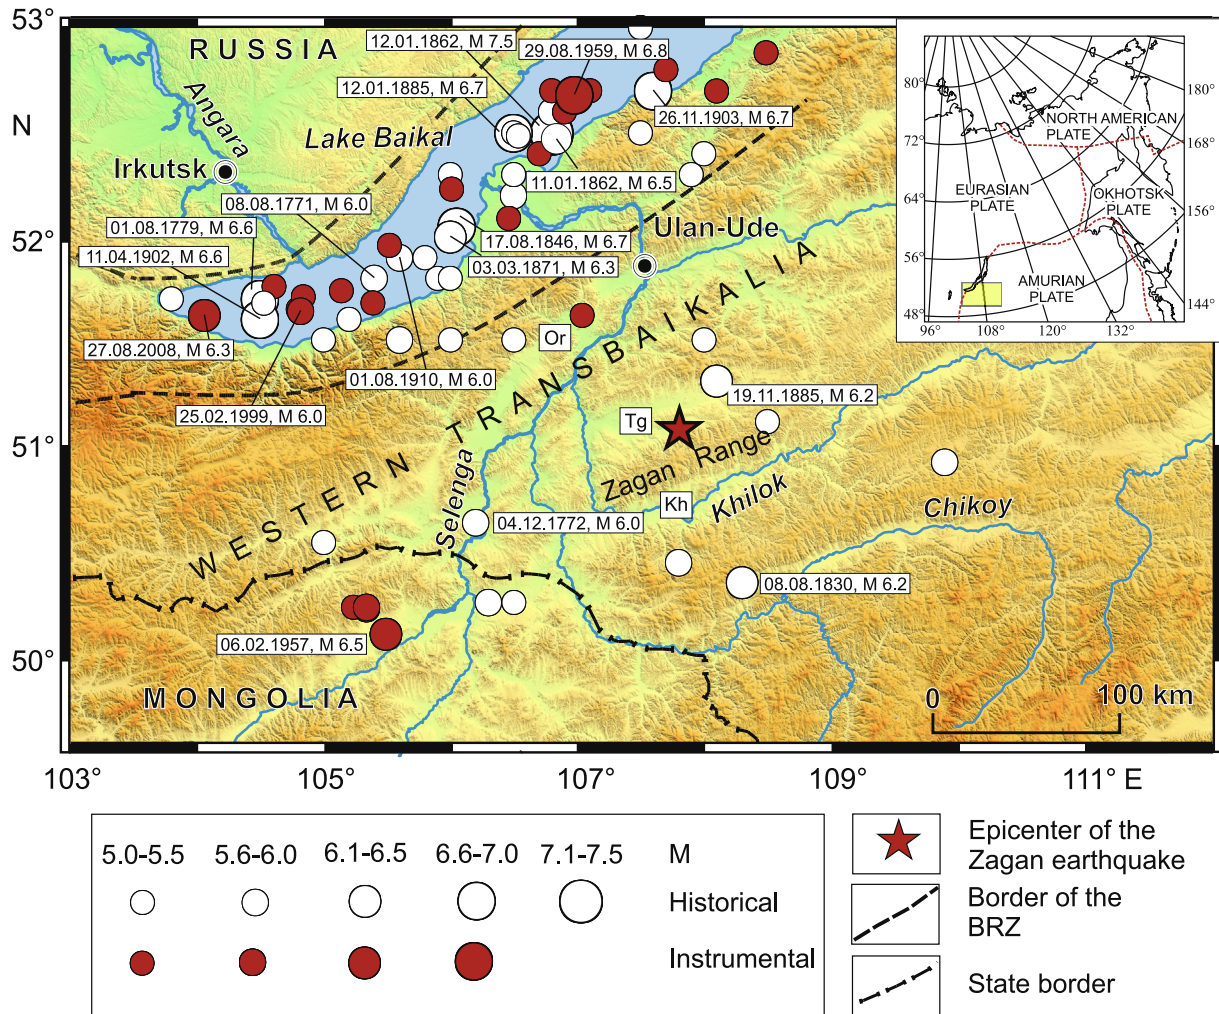 53°
N
52°
51°
50°
103
105
107
109
111° E
RUSSIA
Angara
Irkutsk
Lake Baikal
12.01.1862, M 7.5
29.08.1959, M 6.8
12.01.1885, M 6.7
26.11.1903, M 6.7
11.01.1862, M 6.5
08.08.1771, M 6.0
01.08.1779, M 6.6
17.08.1846, M 6.7
Ulan-Ude
11.04.1902, M 6.6
03.03.1871, M 6.3
27.08.2008, M 6.3
Or
01.08.1910, M 6.0
25.02.1999, M 6.0
19.11.1885, M 6.2
Tg
WESTERN TRANSBAIKALIA
Zagan Range
Kh
Khilok
Selenga
Chikoy
04.12.1772, M 6.0
08.08.1830, M 6.2
06.02.1957, M 6.5
MONGOLIA
0
100 km
80°
72°
64°
56°
48°
96°
108°
120°
132°
144°
156°
168°
180°
NORTH AMERICAN
PLATE
EURASIAN
PLATE
OKHOTSK
PLATE
AMURIAN
PLATE
5.0-5.5
5.6-6.0
6.1-6.5
6.6-7.0
7.1-7.5
M
Historical
Instrumental
Epicenter of the
Zagan earthquake
Border of the
BRZ
State border